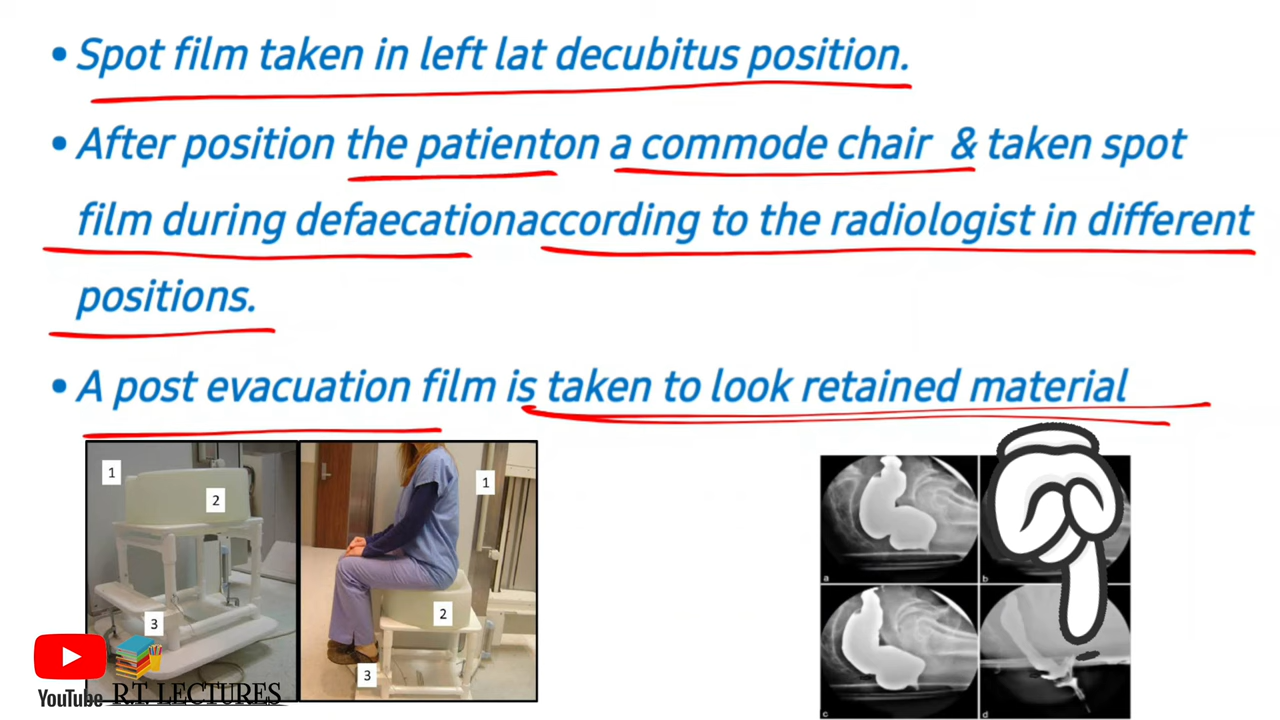 • Spot film taken in left lat decubitus position.
• After position the patienton a commode chair & taken spot
film during defaecationaccording to the radiologist in different
positions.
• A post evacuation film is taken to look retained material
1
2
3
1
2
3
a
b
c
d
YouTube R.T. LECTURES